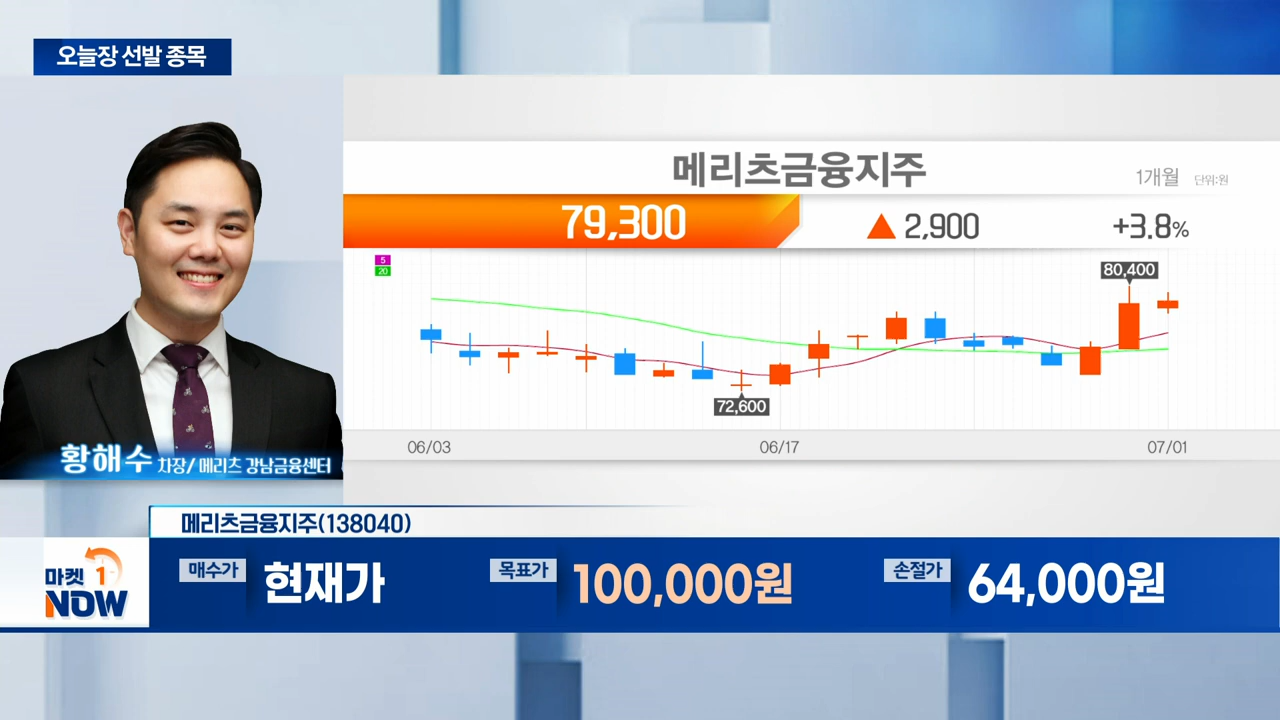 오늘장 선발 종목
메리츠금융지주
1개월 단위:원
79,300 ▲ 2,900 +3.8%
5
20
80,400
72,600
06/03 06/17 07/01
황해수 차장/ 메리츠 강남금융센터
메리츠금융지주(138040)
마켓 1
NOW
매수가 현재가 목표가 100,000원 손절가 64,000원